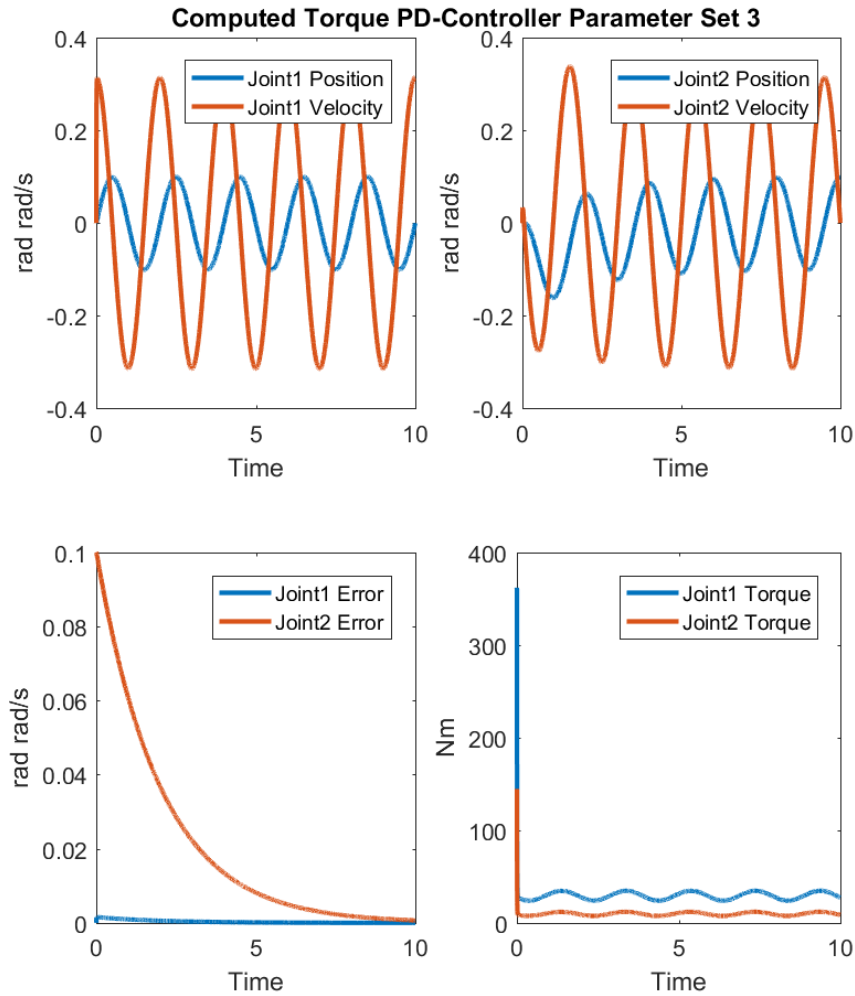 Computed Torque PD-Controller Parameter Set 3
0.4
0.2
0
-0.2
-0.4
rad rad/s
Joint1 Position
Joint1 Velocity
0
5
10
Time
0.4
0.2
0
-0.2
-0.4
rad rad/s
Joint2 Position
Joint2 Velocity
0
5
10
Time
0.1
0.08
0.06
0.04
0.02
0
rad rad/s
Joint1 Error
Joint2 Error
0
5
10
Time
400
300
200
100
0
Nm
Joint1 Torque
Joint2 Torque
0
5
10
Time